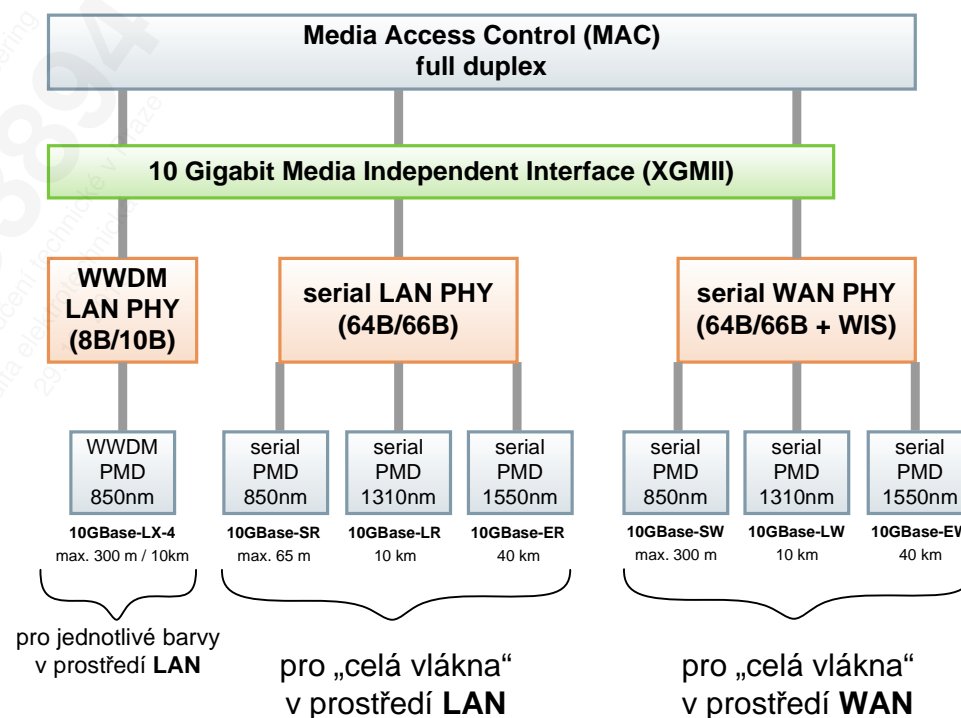 Media Access Control (MAC)
full duplex
10 Gigabit Media Independent Interface (XGMII)
WWDM
LAN PHY
(8B/10B)
serial LAN PHY
(64B/66B)
serial WAN PHY
(64B/66B + WIS)
WWDM
PMD
850nm
serial
PMD
850nm
serial
PMD
1310nm
serial
PMD
1550nm
serial
PMD
850nm
serial
PMD
1310nm
serial
PMD
1550nm
10GBase-LX-4
max. 300 m / 10km
10GBase-SR
max. 65 m
10GBase-LR
10 km
10GBase-ER
40 km
10GBase-SW
max. 300 m
10GBase-LW
10 km
10GBase-EW
40 km
pro jednotlivé barvy
v prostředí LAN
pro „celá vlákna“
v prostředí LAN
pro „celá vlákna“
v prostředí WAN